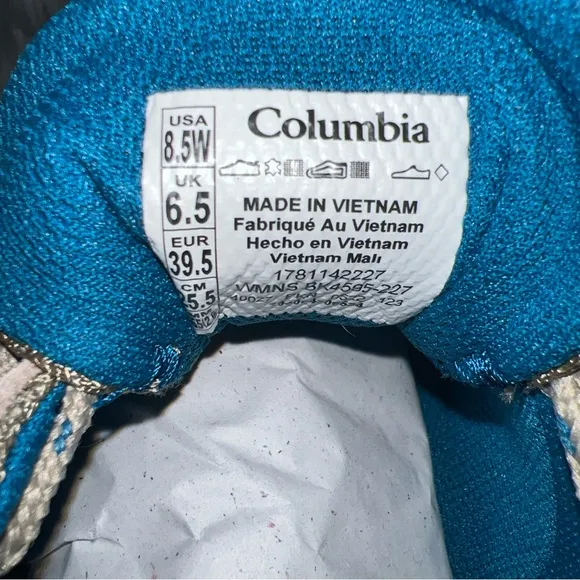 USA
8.5W
UK
6.5
EUR
39.5
CM
Columbia
MADE IN VIETNAM
Fabriqué Au Vietnam
Hecho en Vietnam
Vietnam Malı
1781142227
WMNS BK4595-227
123